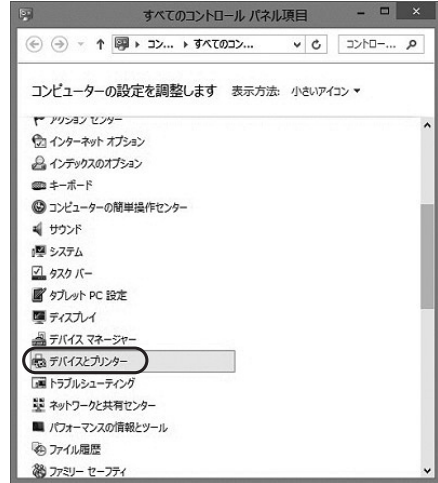 すべてのコントロール パネル項目
コン... すべてのコン... コントロー...
コンピューターの設定を調整します 表示方法: 小さいアイコン
アクション センター
インターネット オプション
インデックスのオプション
キーボード
コンピューターの簡単操作センター
サウンド
システム
タスク バー
タブレット PC 設定
ディスプレイ
デバイス マネージャー
デバイスとプリンター
トラブルシューティング
ネットワークと共有センター
パフォーマンスの情報とツール
ファイル履歴
ファミリー セーフティ